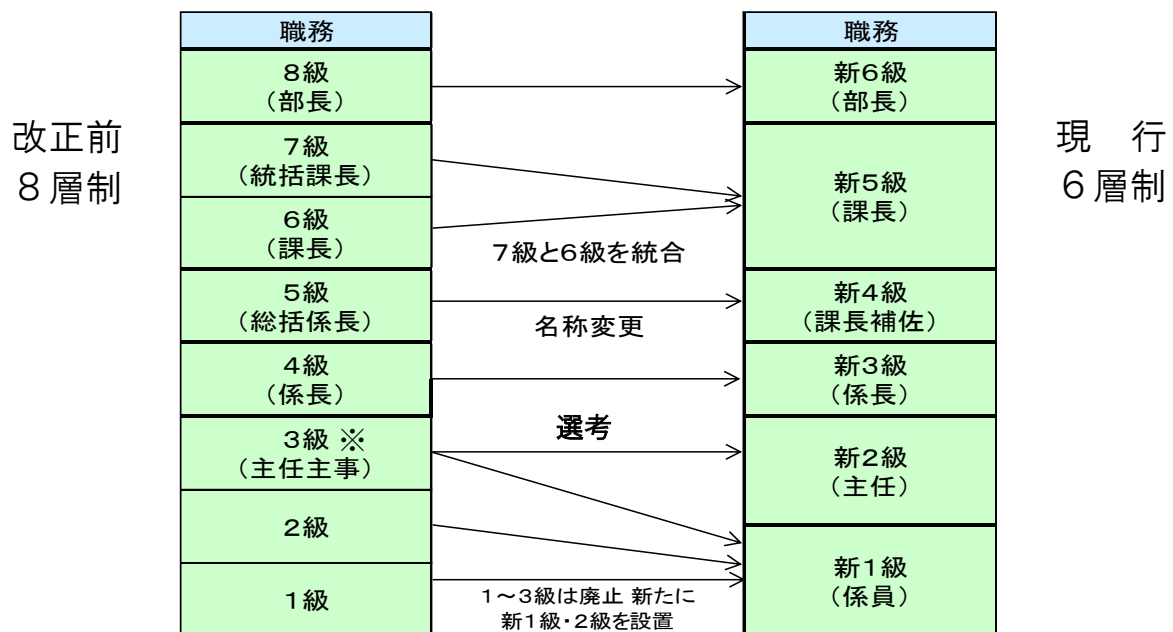 改正前
8層制
職務
8級
(部長)
7級
(統括課長)
6級
(課長)
5級
(総括係長)
4級
(係長)
3級 ※
(主任主事)
2級
1級
7級と6級を統合
名称変更
選考
1~3級は廃止 新たに
新1級・2級を設置
職務
新6級
(部長)
新5級
(課長)
新4級
(課長補佐)
新3級
(係長)
新2級
(主任)
新1級
(係員)
現 行
6層制